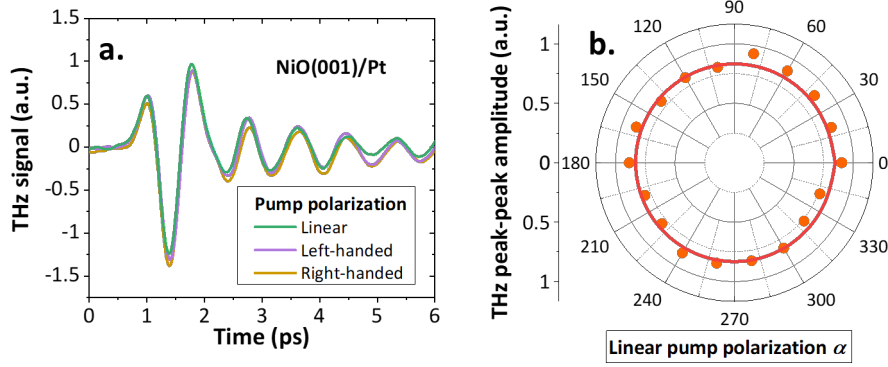 a.
NiO(001)/Pt
THz signal (a.u.)
1.5
1.0
0.5
0.0
-0.5
-1.0
-1.5
Pump polarization
Linear
Left-handed
Right-handed
0 1 2 3 4 5 6
Time (ps)
b.
THz peak-peak amplitude (a.u.)
1
0.5
0
0.5
1
90
60
30
0
330
300
270
240
210
180
150
120
Linear pump polarization α